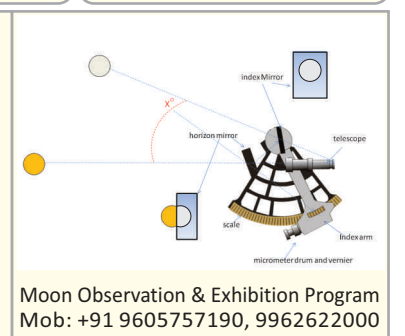 index Mirror
x°
horizon mirror
telescope
scale
Index arm
micrometer drum and vernier
Moon Observation & Exhibition Program
Mob: +91 9605757190, 9962622000